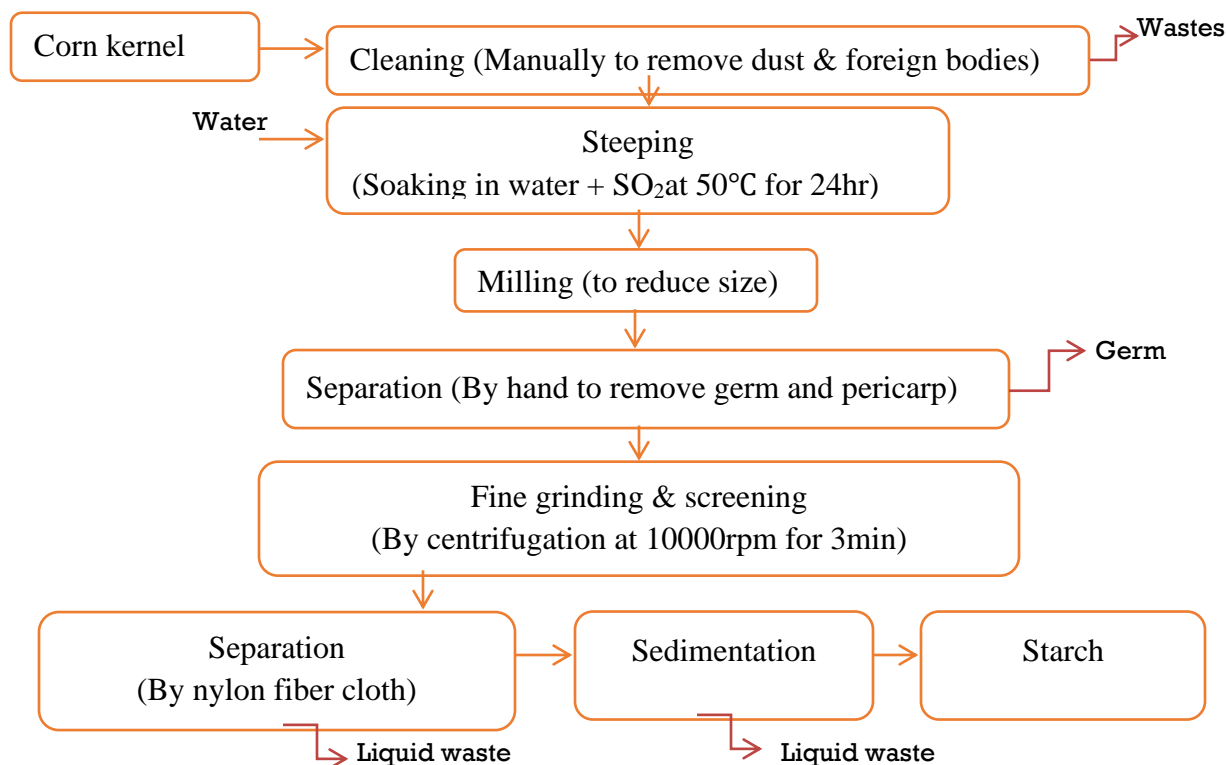 Corn kernel
Cleaning (Manually to remove dust & foreign bodies)
Wastes
Water
Steeping
(Soaking in water + SO₂at 50℃ for 24hr)
Milling (to reduce size)
Separation (By hand to remove germ and pericarp)
Germ
Fine grinding & screening
(By centrifugation at 10000rpm for 3min)
Separation
(By nylon fiber cloth)
Sedimentation
Starch
Liquid waste
Liquid waste